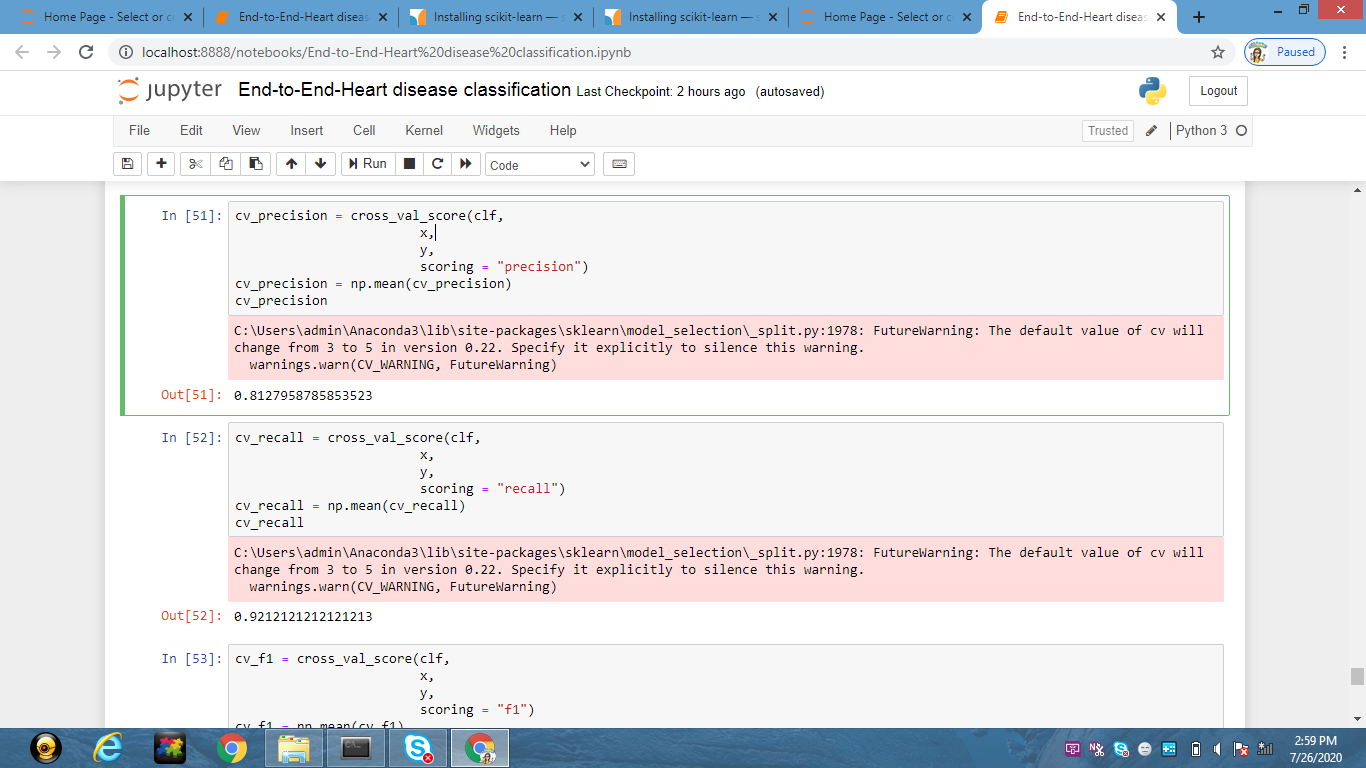 Home Page - Select or c
End-to-End-Heart diseas
Installing scikit-learn — s
Installing scikit-learn — s
Home Page - Select or c
End-to-End-Heart diseas
localhost:8888/notebooks/End-to-End-Heart%20disease%20classification.ipynb
Paused
jupyter End-to-End-Heart disease classification Last Checkpoint: 2 hours ago (autosaved)
Logout
File Edit View Insert Cell Kernel Widgets Help
Trusted
Python 3
Run
Code
In [51]: cv_precision = cross_val_score(clf,
x,
y,
scoring = "precision")
cv_precision = np.mean(cv_precision)
cv_precision
C:\Users\admin\Anaconda3\lib\site-packages\sklearn\model_selection\_split.py:1978: FutureWarning: The default value of cv will
change from 3 to 5 in version 0.22. Specify it explicitly to silence this warning.
warnings.warn(CV_WARNING, FutureWarning)
Out[51]: 0.8127958785853523
In [52]: cv_recall = cross_val_score(clf,
x,
y,
scoring = "recall")
cv_recall = np.mean(cv_recall)
cv_recall
C:\Users\admin\Anaconda3\lib\site-packages\sklearn\model_selection\_split.py:1978: FutureWarning: The default value of cv will
change from 3 to 5 in version 0.22. Specify it explicitly to silence this warning.
warnings.warn(CV_WARNING, FutureWarning)
Out[52]: 0.9212121212121213
In [53]: cv_f1 = cross_val_score(clf,
x,
y,
scoring = "f1")
cv_f1 = np.mean(cv_f1)
2:59 PM
7/26/2020